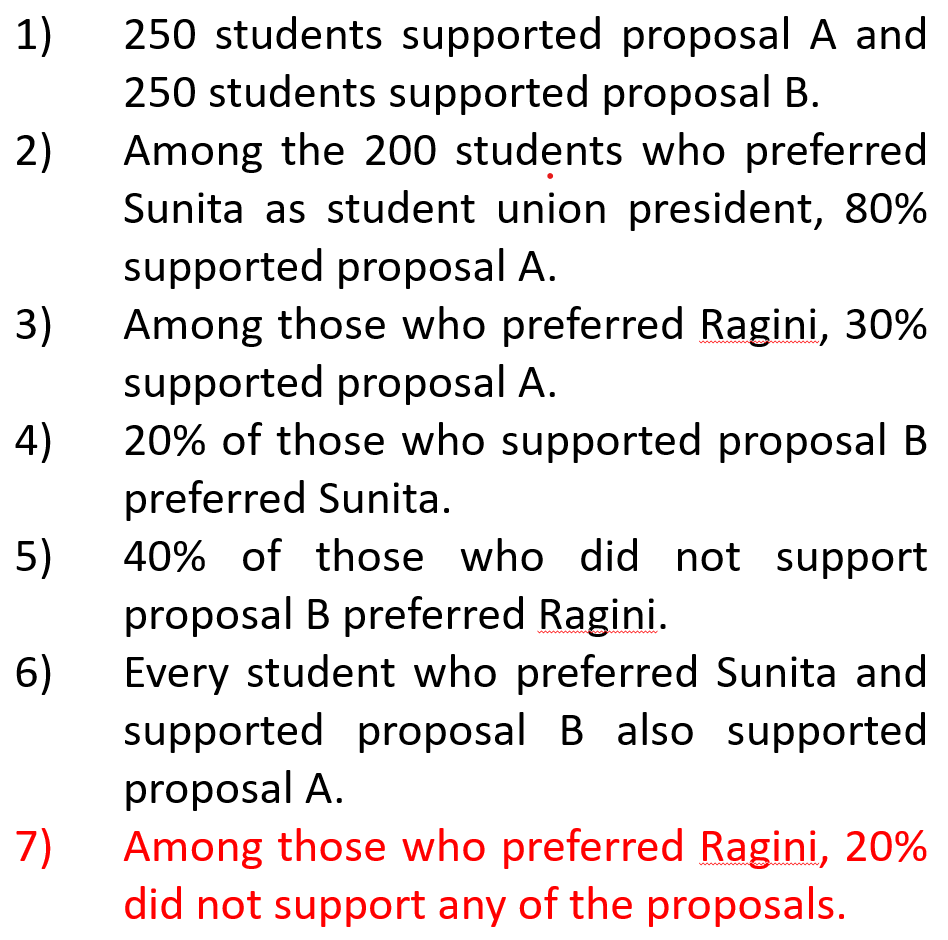 1) 250 students supported proposal A and
250 students supported proposal B.
2) Among the 200 students who preferred
Sunita as student union president, 80%
supported proposal A.
3) Among those who preferred Ragini, 30%
supported proposal A.
4) 20% of those who supported proposal B
preferred Sunita.
5) 40% of those who did not support
proposal B preferred Ragini.
6) Every student who preferred Sunita and
supported proposal B also supported
proposal A.
7) Among those who preferred Ragini, 20%
did not support any of the proposals.